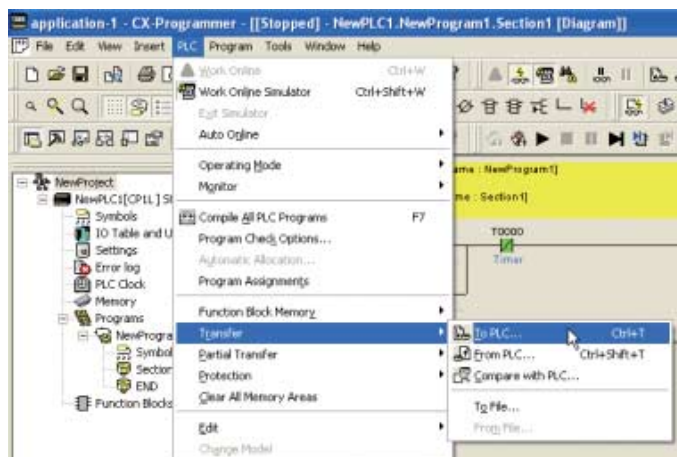 application-1 - CX-Programmer - [[Stopped] - NewPLC1.NewProgram1.Section1 [Diagram]]
File Edit View Insert PLC Program Tools Window Help
Work Online Ctrl+W
Work Online Simulator Ctrl+Shift+W
Exit Simulator
Auto Online
Operating Mode
Monitor
Compile All PLC Programs F7
Program Check Options...
Automatic Allocation...
Program Assignments
Function Block Memory
Transfer
Partial Transfer
Protection
Clear All Memory Areas
Edit
Change Model
To PLC... Ctrl+T
From PLC... Ctrl+Shift+T
Compare with PLC...
To File...
From File...
NewProject
NewPLC1[CP1L] St
Symbols
IO Table and U
Settings
Error log
PLC Clock
Memory
Programs
NewProgra
Symbol
Section
END
Function Blocks
ame : NewProgram1]
me : Section1]
T0000
Timer